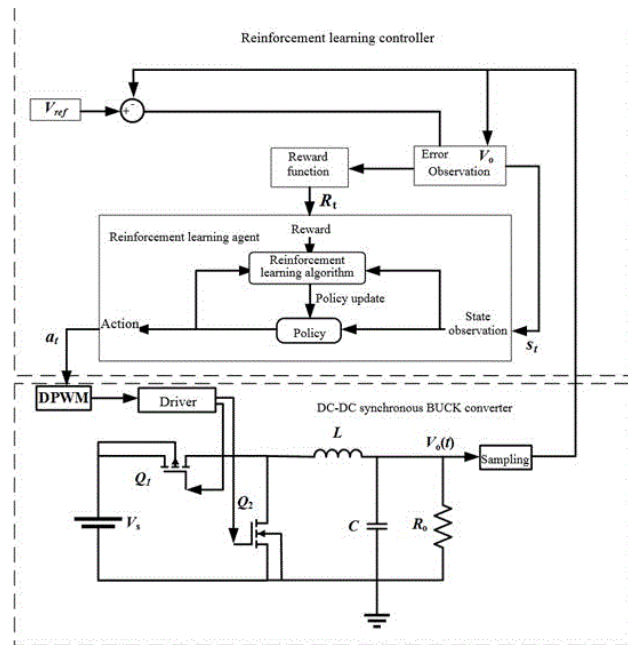 Reinforcement learning controller
+ -
V_ref
Error V_o
Observation
Reward
function
R_t
Reinforcement learning agent
Reward
Reinforcement
learning algorithm
Policy update
Policy
Action
State
observation
a_t
s_t
DPWM
Driver
DC-DC synchronous BUCK converter
L
V_o(t)
Sampling
Q_1
Q_2
V_s
C
R_o